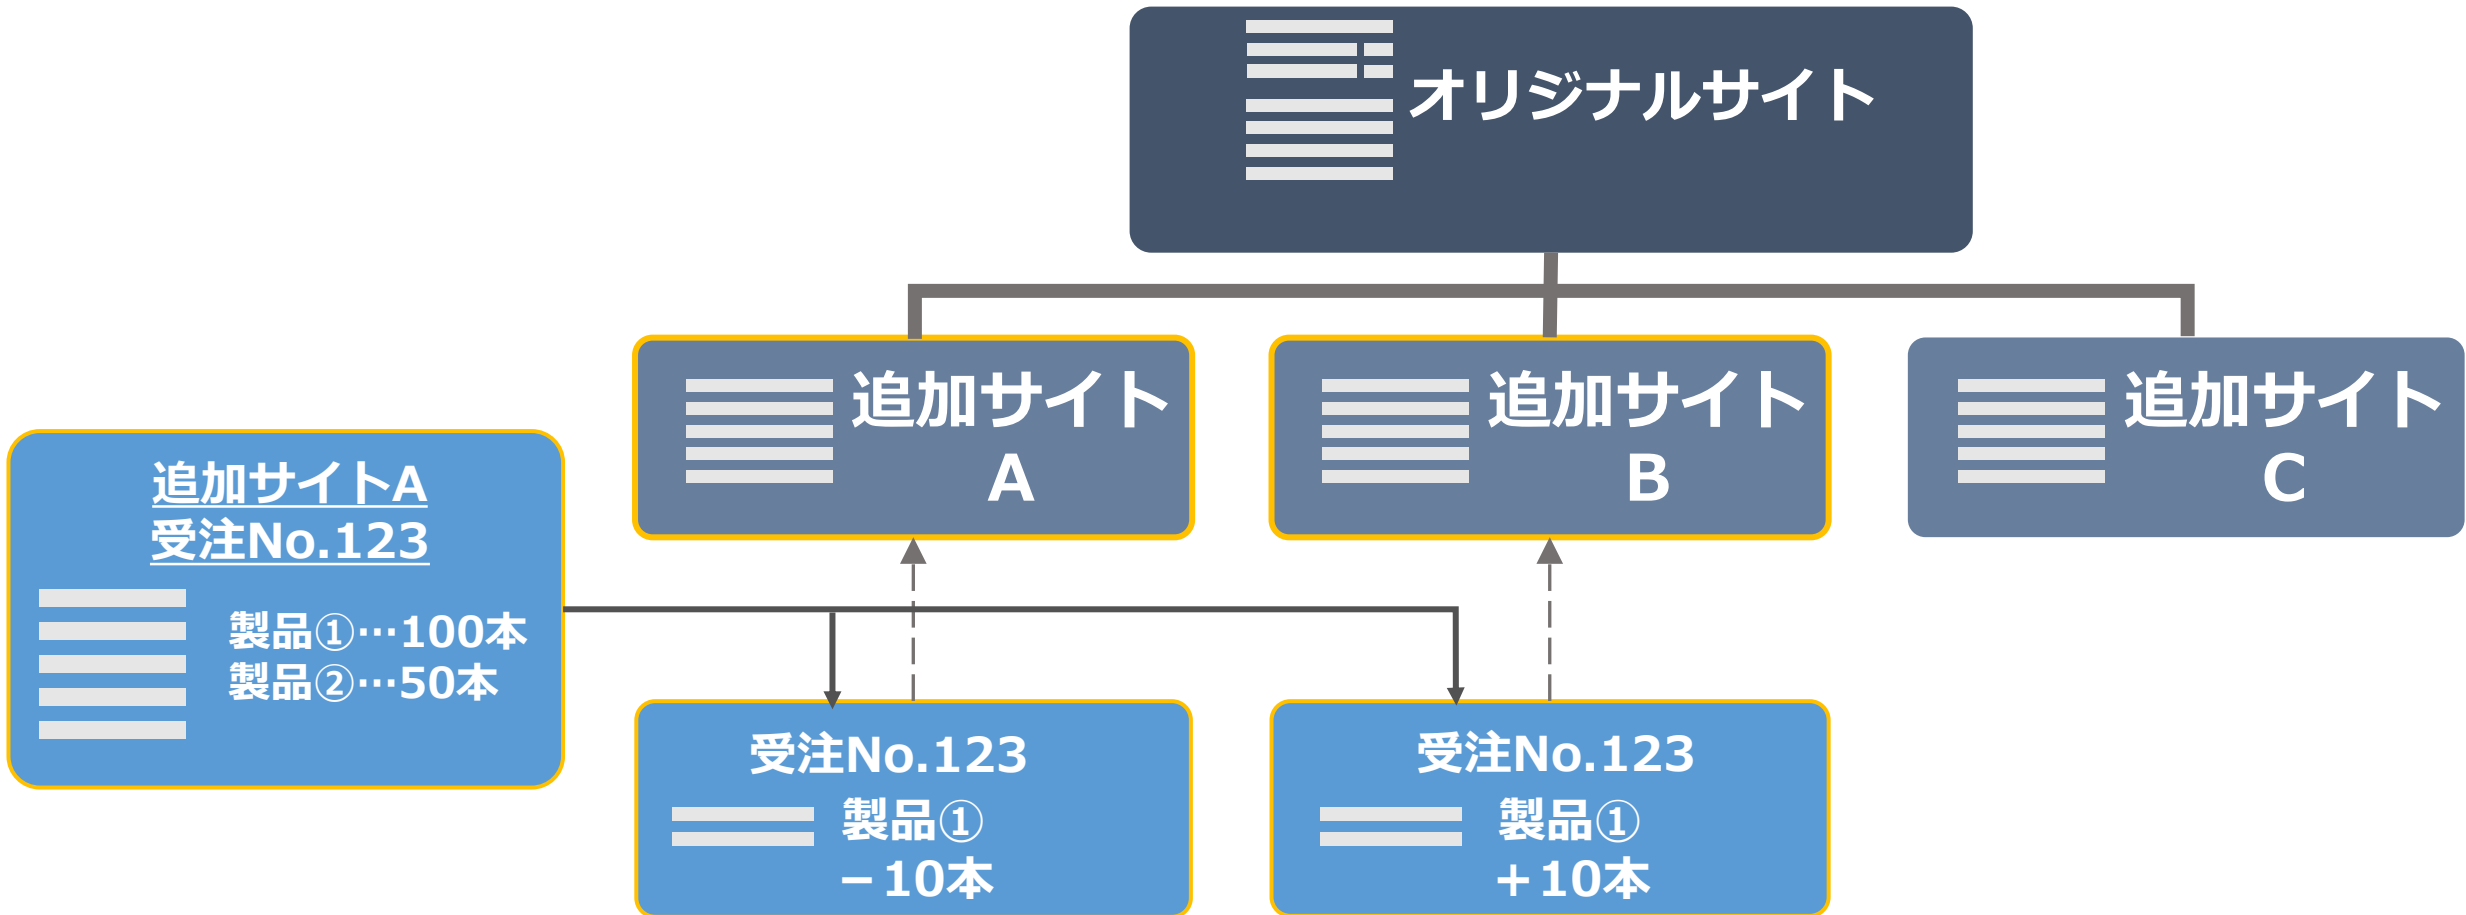 オリジナルサイト
追加サイト
A
追加サイト
B
追加サイト
C
追加サイトA
受注No.123
製品①…100本
製品②…50本
受注No.123
製品①
－10本
受注No.123
製品①
＋10本